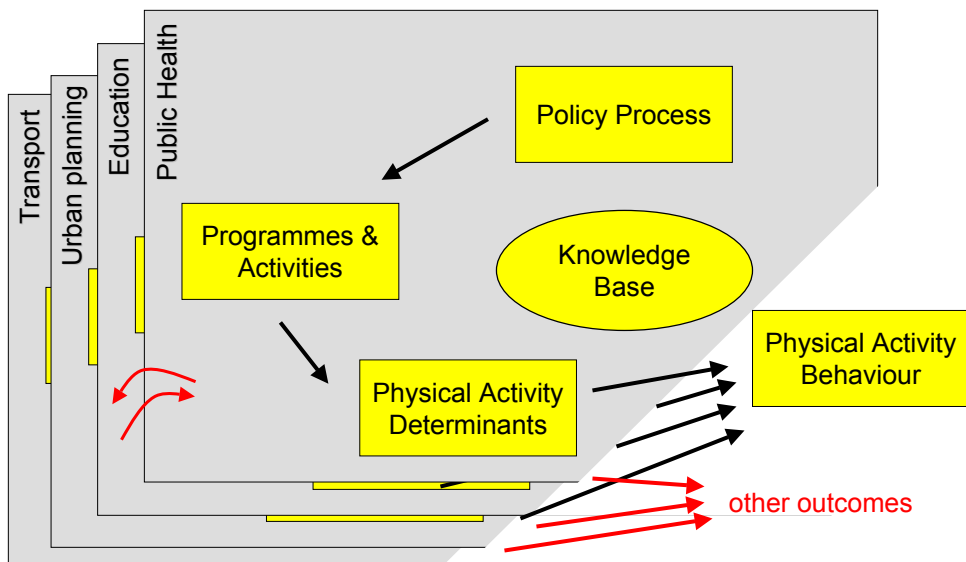 Transport
Urban planning
Education
Public Health
Policy Process
Programmes &
Activities
Knowledge
Base
Physical Activity
Behaviour
Physical Activity
Determinants
other outcomes